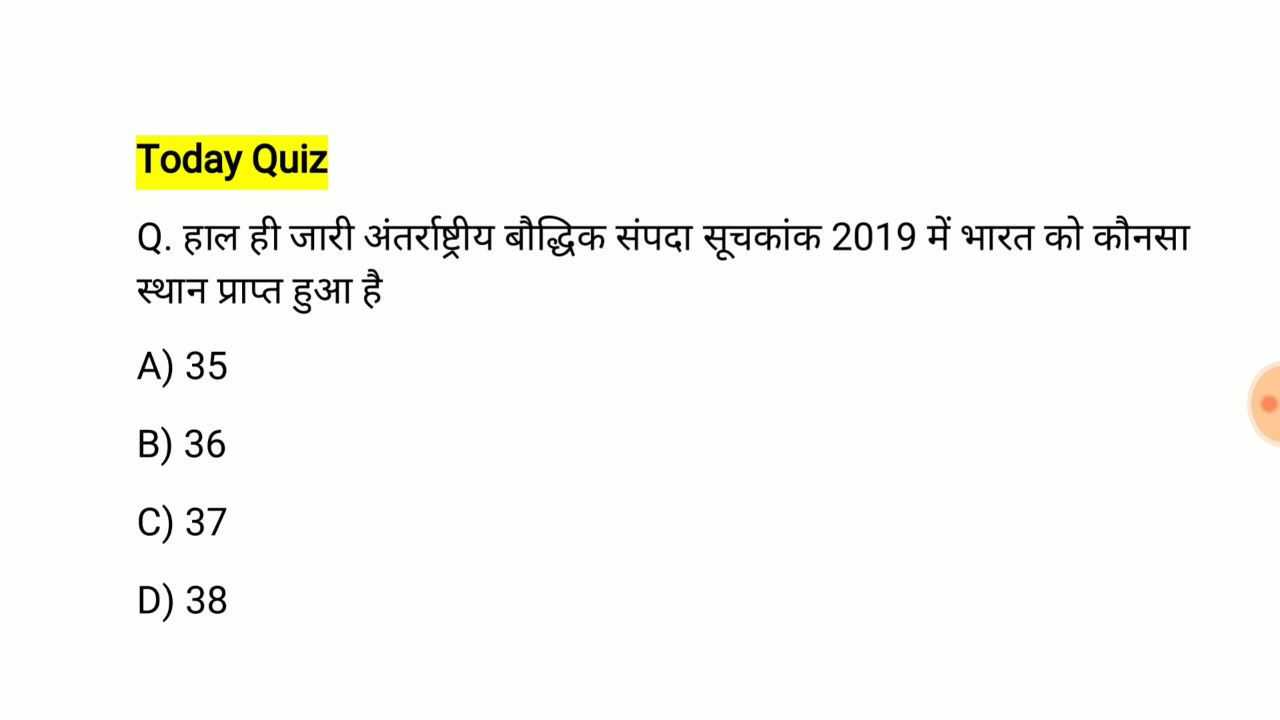 Today Quiz
Q. हाल ही जारी अंतर्राष्ट्रीय बौद्धिक संपदा सूचकांक 2019 में भारत को कौनसा
स्थान प्राप्त हुआ है
A) 35
B) 36
C) 37
D) 38